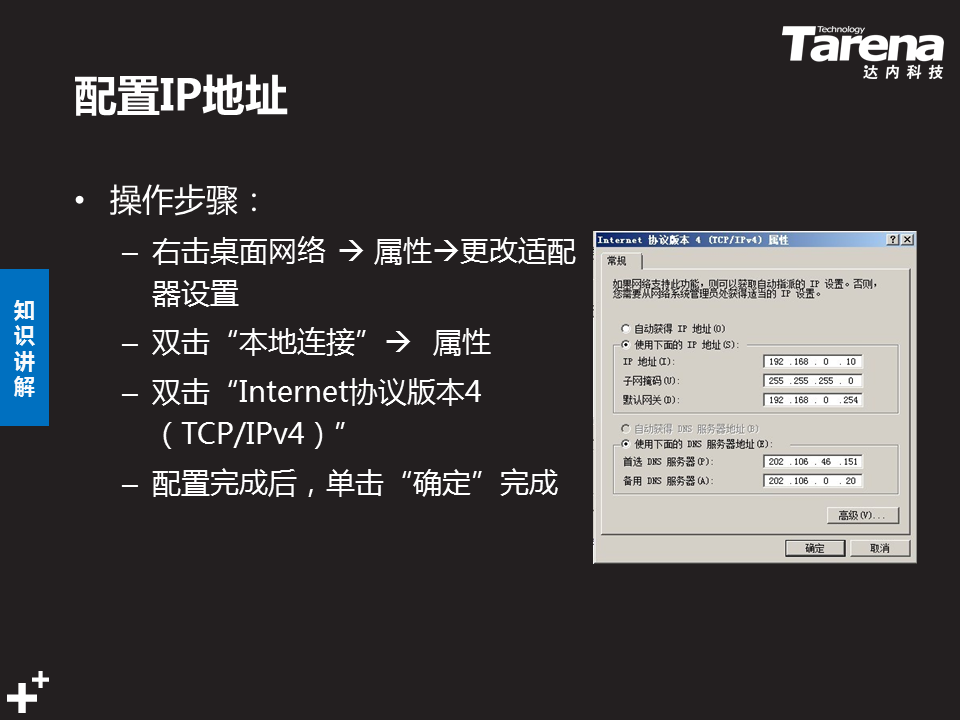 Technology
Tarena
达内科技
配置IP地址
• 操作步骤：
– 右击桌面网络 → 属性→更改适配
器设置
– 双击“本地连接”→ 属性
– 双击“Internet协议版本4
（TCP/IPv4）”
– 配置完成后，单击“确定”完成
知
识
讲
解
Internet 协议版本 4 (TCP/IPv4) 属性
常规
如果网络支持此功能，则可以获取自动指派的 IP 设置。否则，
您需要从网络系统管理员处获得适当的 IP 设置。
自动获得 IP 地址(O)
使用下面的 IP 地址(S):
IP 地址(I): 192 .168 . 0 . 10
子网掩码(U): 255 .255 .255 . 0
默认网关(D): 192 .168 . 0 .254
自动获得 DNS 服务器地址(B)
使用下面的 DNS 服务器地址(E):
首选 DNS 服务器(P): 202 .106 . 46 .151
备用 DNS 服务器(A): 202 .106 . 0 . 20
高级(V)...
确定 取消